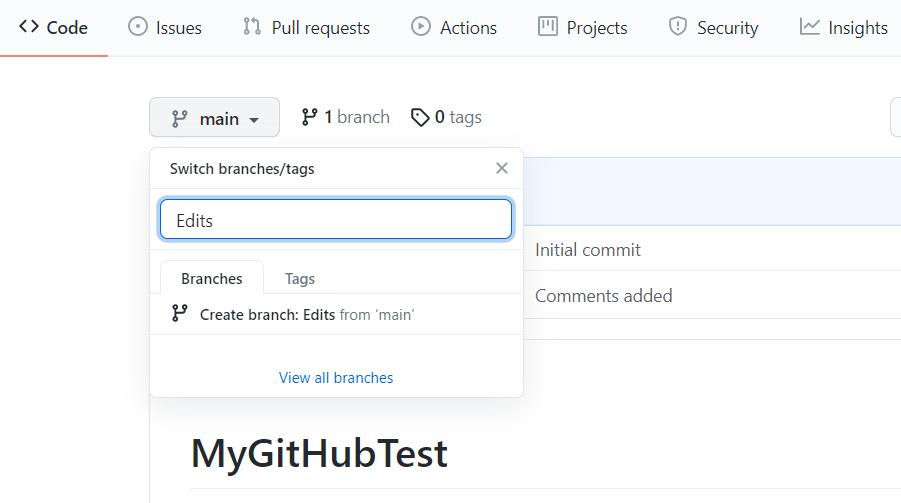 Code Issues Pull requests Actions Projects Security Insights
main 1 branch 0 tags
Switch branches/tags
Edits
Initial commit
Branches Tags
Comments added
Create branch: Edits from ‘main’
View all branches
MyGitHubTest